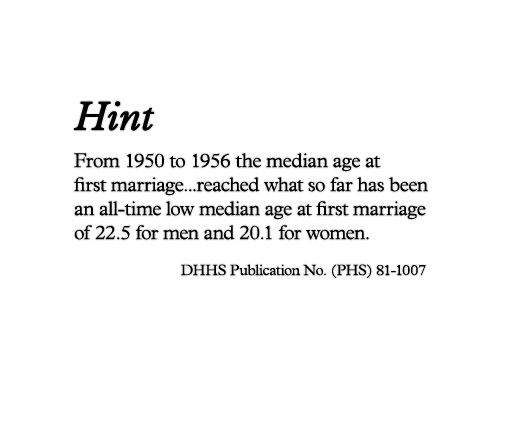 Hint
From 1950 to 1956 the median age at
first marriage...reached what so far has been
an all-time low median age at first marriage
of 22.5 for men and 20.1 for women.
DHHS Publication No. (PHS) 81-1007